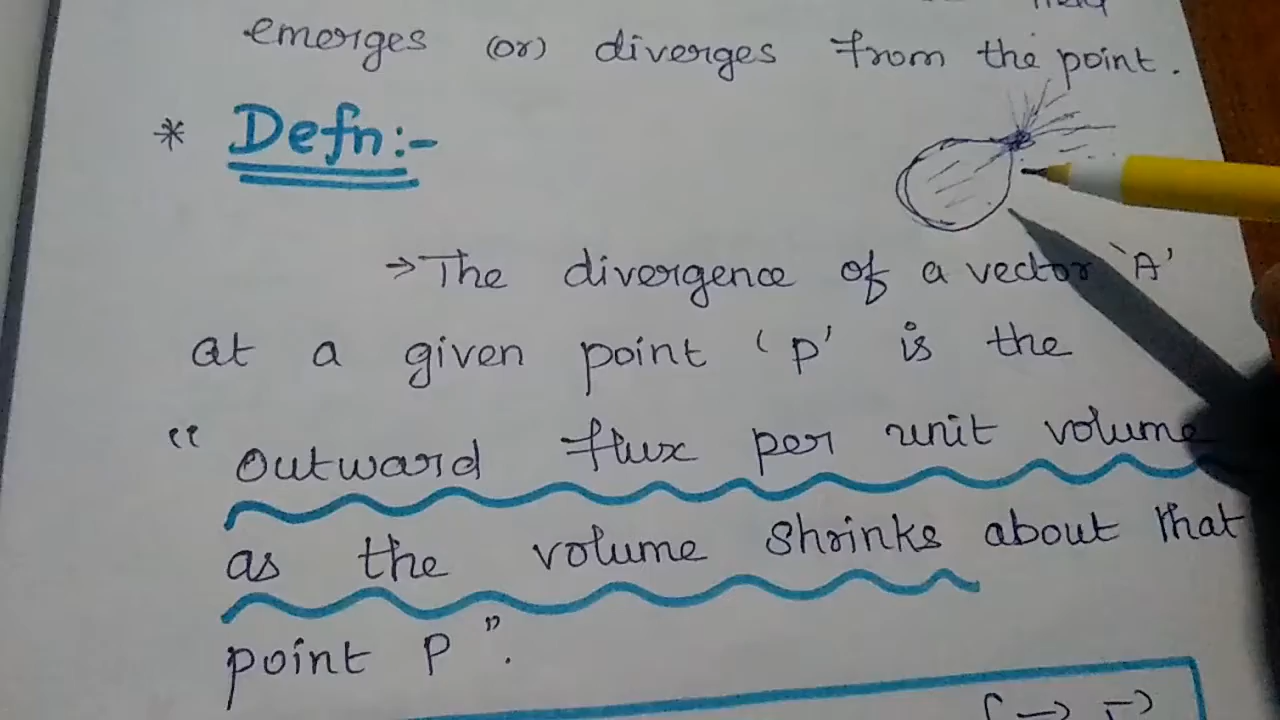 emerges (or) diverges from the point.
* Defn:-
→ The divergence of a vector 'A'
at a given point 'P' is the
" Outward flux per unit volume
as the volume shrinks about that
point P ".